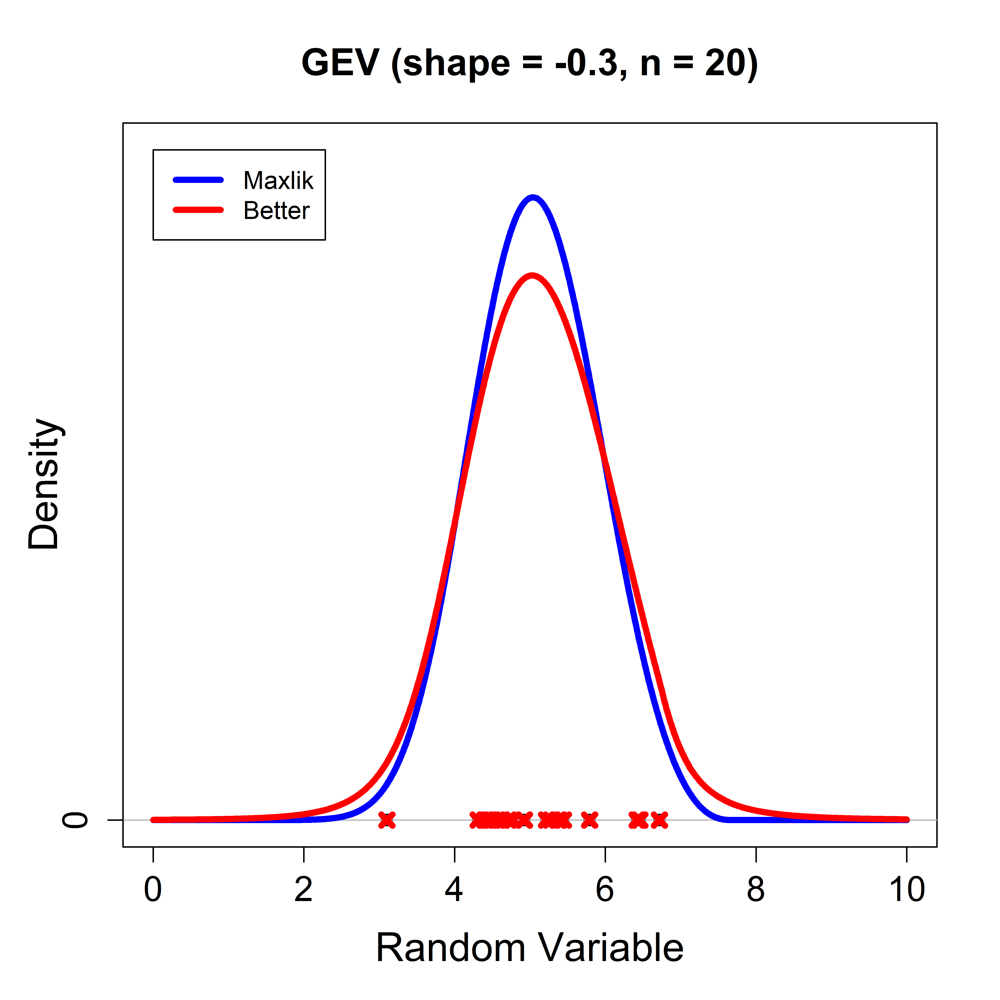 GEV (shape = -0.3, n = 20)
Maxlik
Better
Density
0
0 2 4 6 8 10
Random Variable